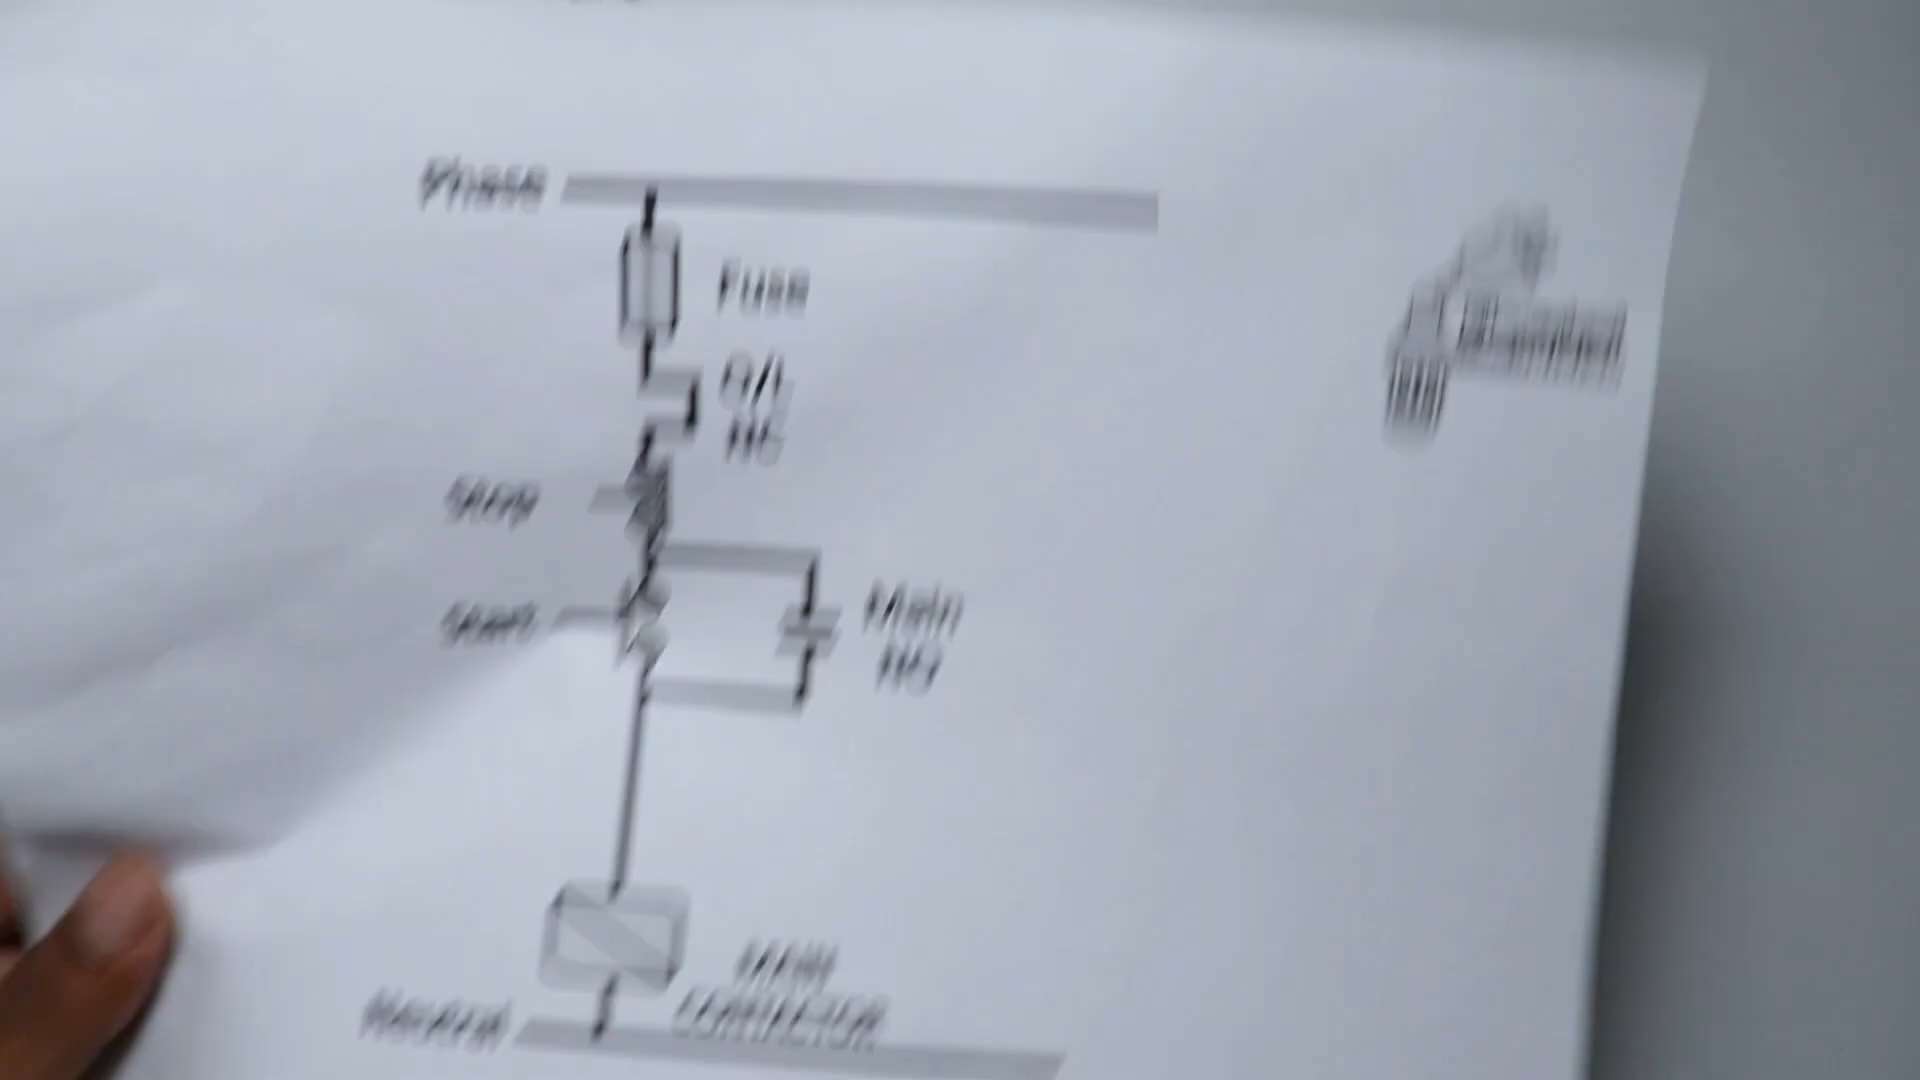 Phase
Fuse
O/L
NC
Stop
Start
Main
NO
MAIN
CONTACTOR
Neutral